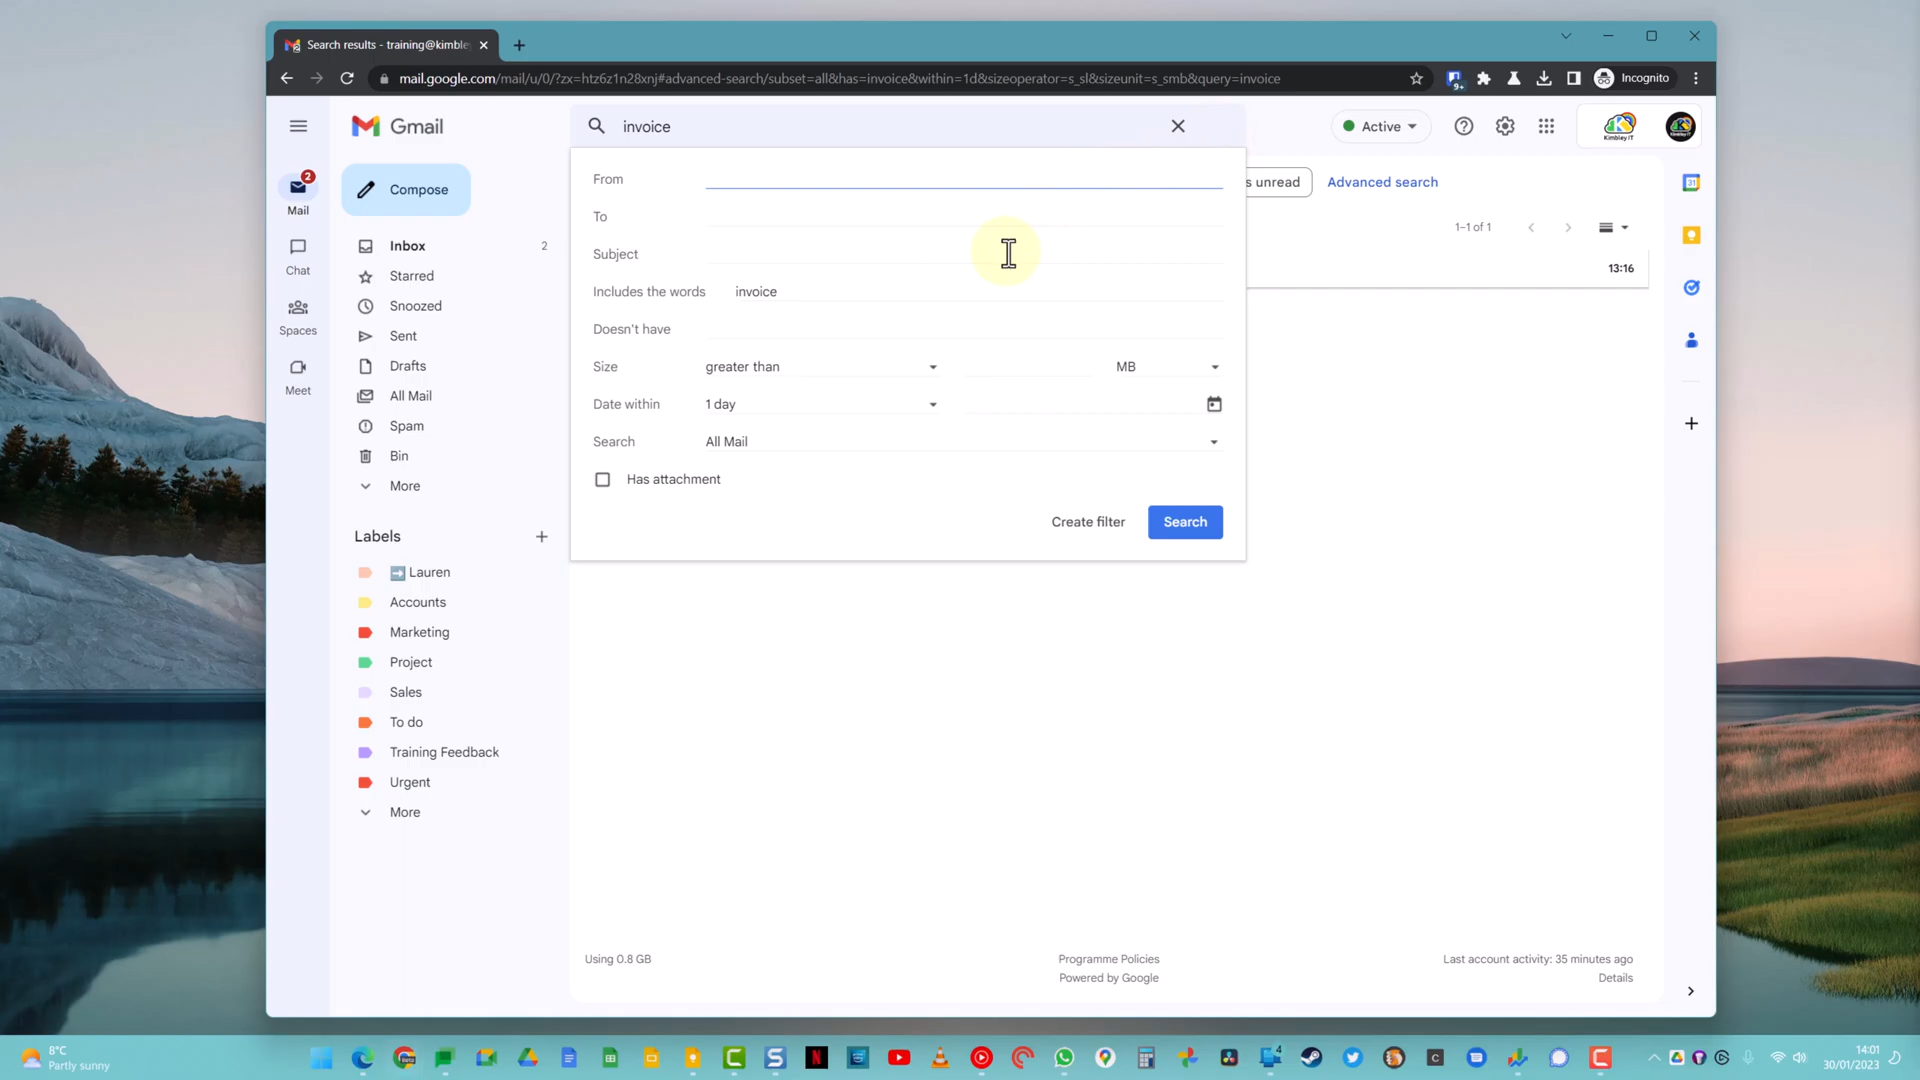 Search results - training@kimble
mail.google.com/mail/u/0/?zx=htz6z1n28xnj#advanced-search/subset=all&has=invoice&within=1d&sizeoperator=s_sl&sizeunit=s_smb&query=invoice
9+
Incognito
Gmail
invoice
Active
Kimbley IT
2
Mail
Chat
Spaces
Meet
Compose
Inbox 2
Starred
Snoozed
Sent
Drafts
All Mail
Spam
Bin
More
Labels
Lauren
Accounts
Marketing
Project
Sales
To do
Training Feedback
Urgent
More
From
To
Subject
Includes the words invoice
Doesn't have
Size greater than MB
Date within 1 day
Search All Mail
Has attachment
Create filter Search
s unread
Advanced search
1–1 of 1
13:16
31
Using 0.8 GB
Programme Policies
Powered by Google
Last account activity: 35 minutes ago
Details
8°C
Partly sunny
14:01
30/01/2023